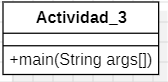 Actividad_3
+main(String args[])